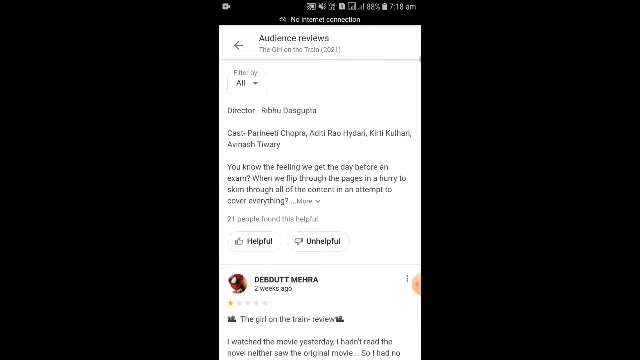 88% 7:18 am
No internet connection
Audience reviews
The Girl on the Train (2021)
Filter by
All
Director - Ribhu Dasgupta
Cast- Parineeti Chopra, Aditi Rao Hydari, Kirti Kulhari,
Avinash Tiwary
You know the feeling we get the day before an
exam? When we flip through the pages in a hurry to
skim through all of the content in an attempt to
cover everything? ...More
21 people found this helpful
Helpful Unhelpful
DEBDUTT MEHRA
2 weeks ago
The girl on the train- review
I watched the movie yesterday, I hadn't read the
novel neither saw the original movie... So I had no